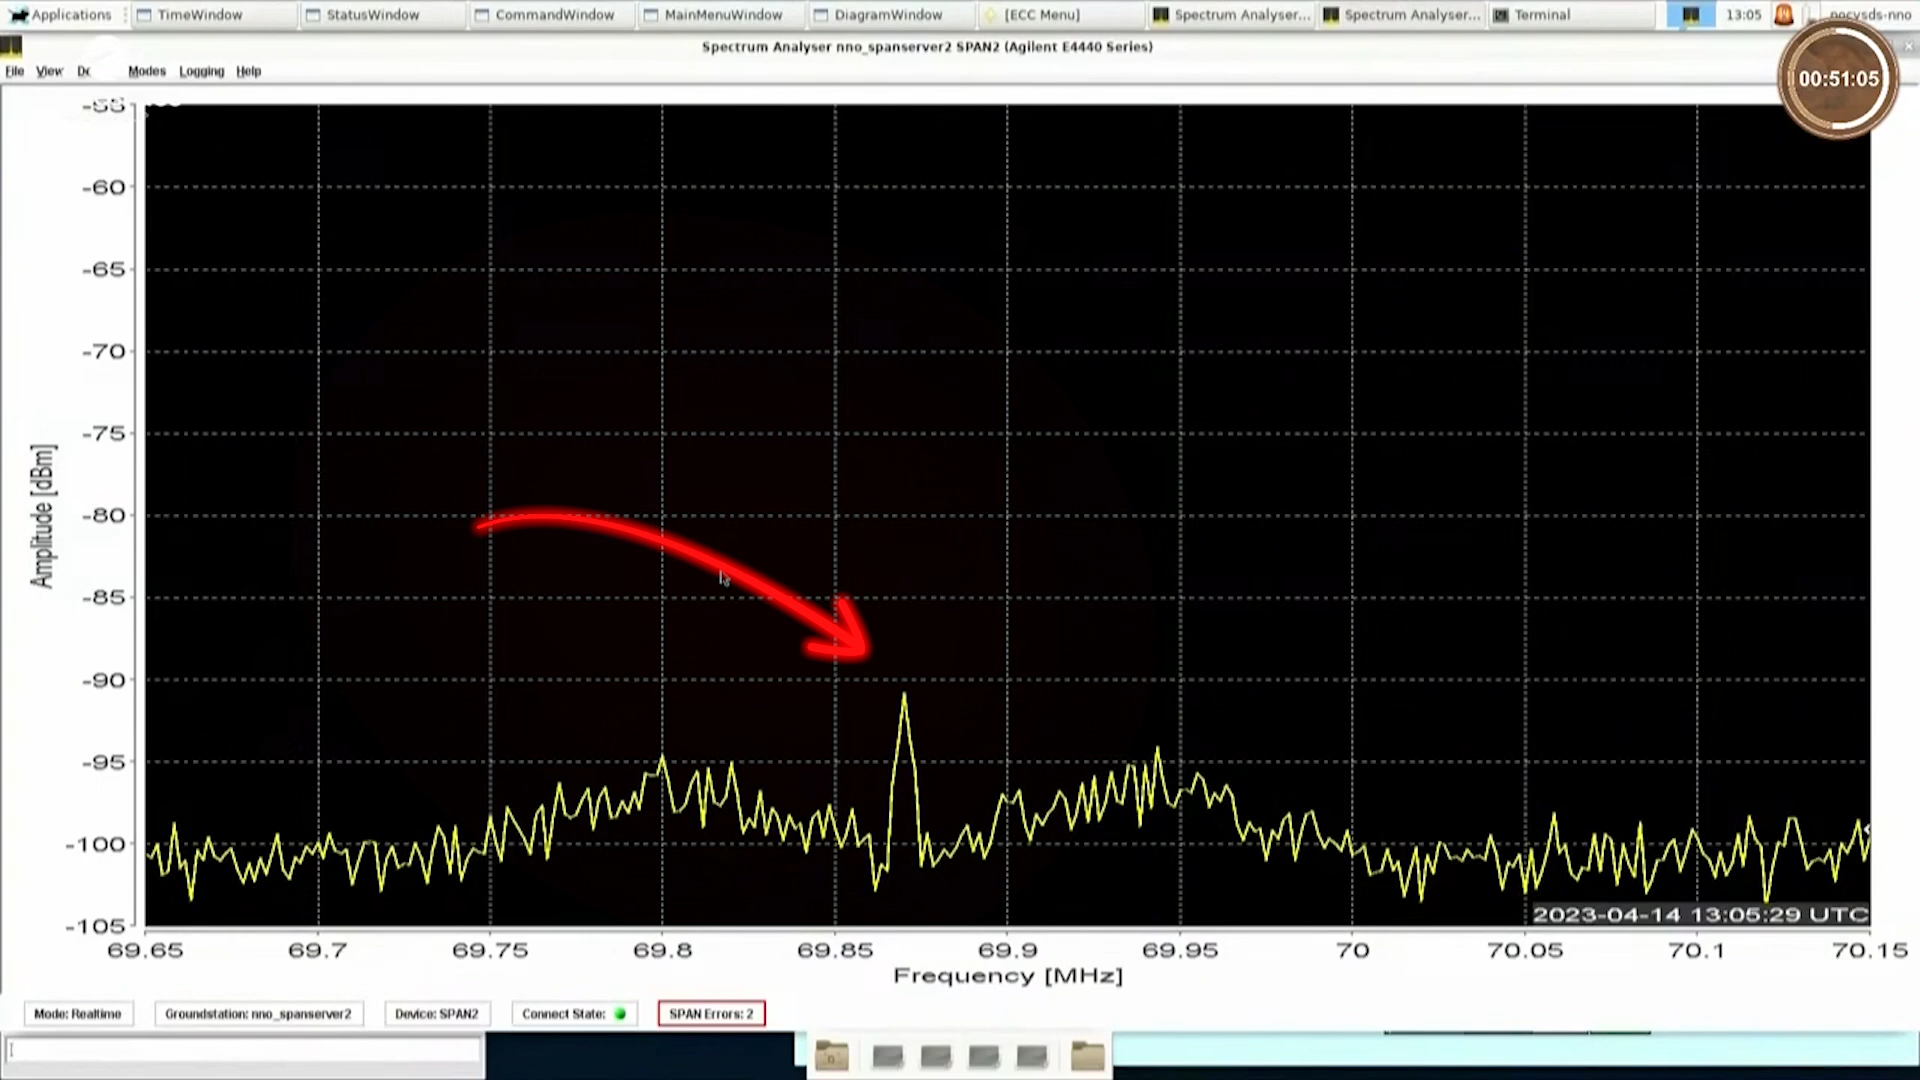 Applications TimeWindow StatusWindow CommandWindow MainMenuWindow DiagramWindow [ECC Menu] Spectrum Analyser... Spectrum Analyser... Terminal 13:05 nocysds-nno
Spectrum Analyser nno_spanserver2 SPAN2 (Agilent E4440 Series)
File View Modes Logging Help
00:51:05
-55
-60
-65
-70
-75
-80
-85
-90
-95
-100
-105
Amplitude [dBm]
2023-04-14 13:05:29 UTC
69.65 69.7 69.75 69.8 69.85 69.9 69.95 70 70.05 70.1 70.15
Frequency [MHz]
Mode: Realtime Groundstation: nno_spanserver2 Device: SPAN2 Connect State: SPAN Errors: 2